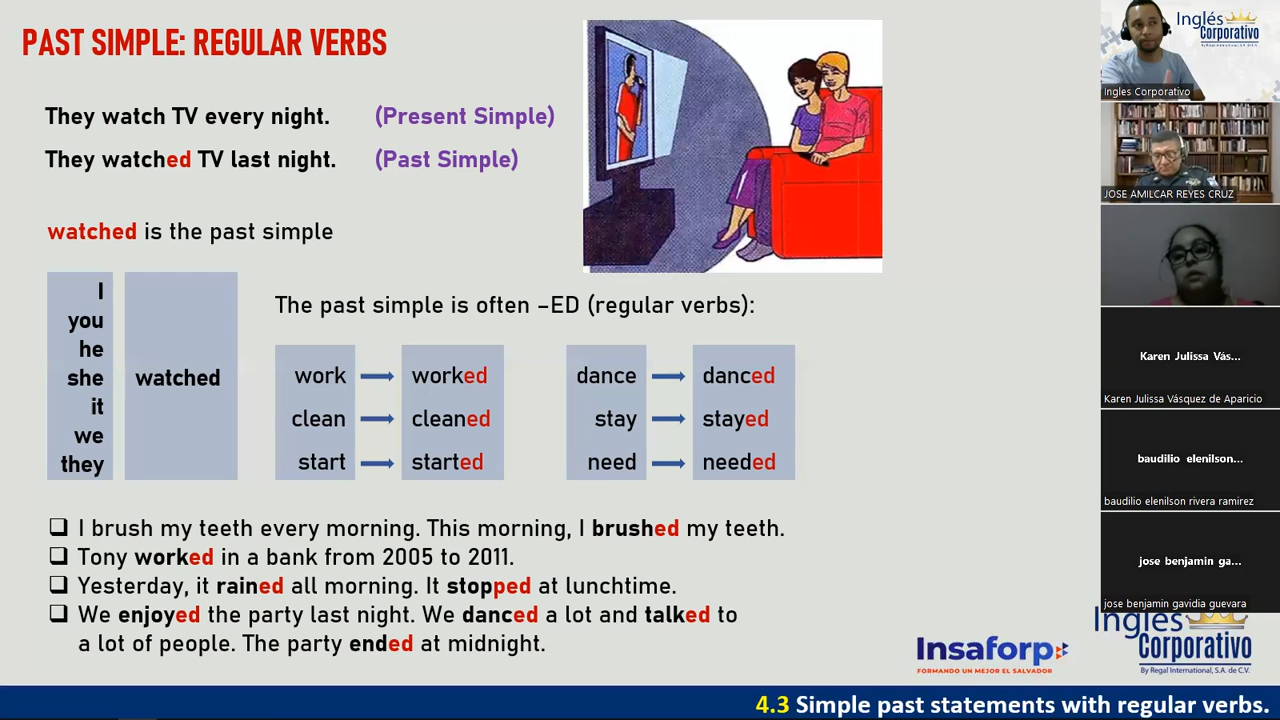 PAST SIMPLE: REGULAR VERBS
They watch TV every night. (Present Simple)
They watched TV last night. (Past Simple)
watched is the past simple
I
you
he
she
it
we
they
watched
The past simple is often –ED (regular verbs):
work worked
clean cleaned
start started
dance danced
stay stayed
need needed
I brush my teeth every morning. This morning, I brushed my teeth.
Tony worked in a bank from 2005 to 2011.
Yesterday, it rained all morning. It stopped at lunchtime.
We enjoyed the party last night. We danced a lot and talked to
a lot of people. The party ended at midnight.
Insaforp
FORMANDO UN MEJOR EL SALVADOR
Inglés
Corporativo
By Regal International, S.A. de C.V.
4.3 Simple past statements with regular verbs.
Inglés
Corporativo
By Regal International, S.A. de C.V.
Ingles Corporativo
JOSE AMILCAR REYES CRUZ
Karen Julissa Vás...
Karen Julissa Vásquez de Aparicio
baudilio elenilson...
baudilio elenilson rivera ramirez
jose benjamin ga...
jose benjamin gavidia guevara